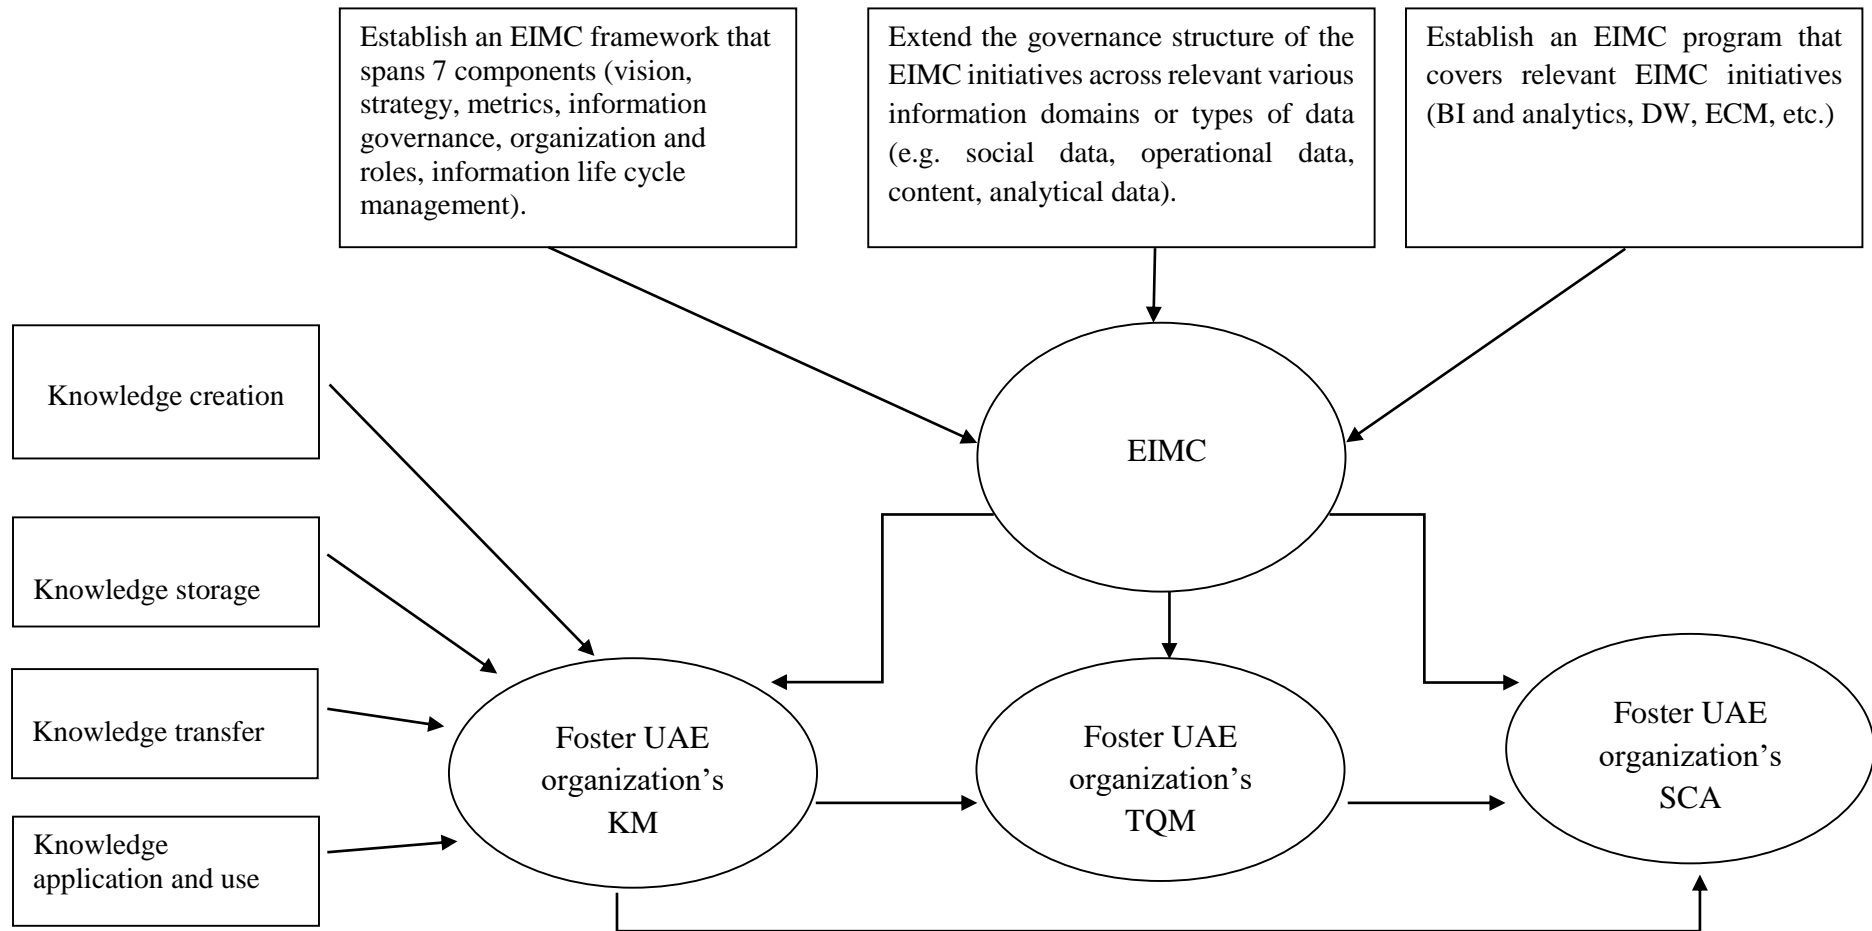 Establish an EIMC framework that
spans 7 components (vision,
strategy, metrics, information
governance, organization and
roles, information life cycle
management).
Extend the governance structure of the
EIMC initiatives across relevant various
information domains or types of data
(e.g. social data, operational data,
content, analytical data).
Establish an EIMC program that
covers relevant EIMC initiatives
(BI and analytics, DW, ECM, etc.)
Knowledge creation
EIMC
Knowledge storage
Knowledge transfer
Knowledge
application and use
Foster UAE
organization’s
KM
Foster UAE
organization’s
TQM
Foster UAE
organization’s
SCA